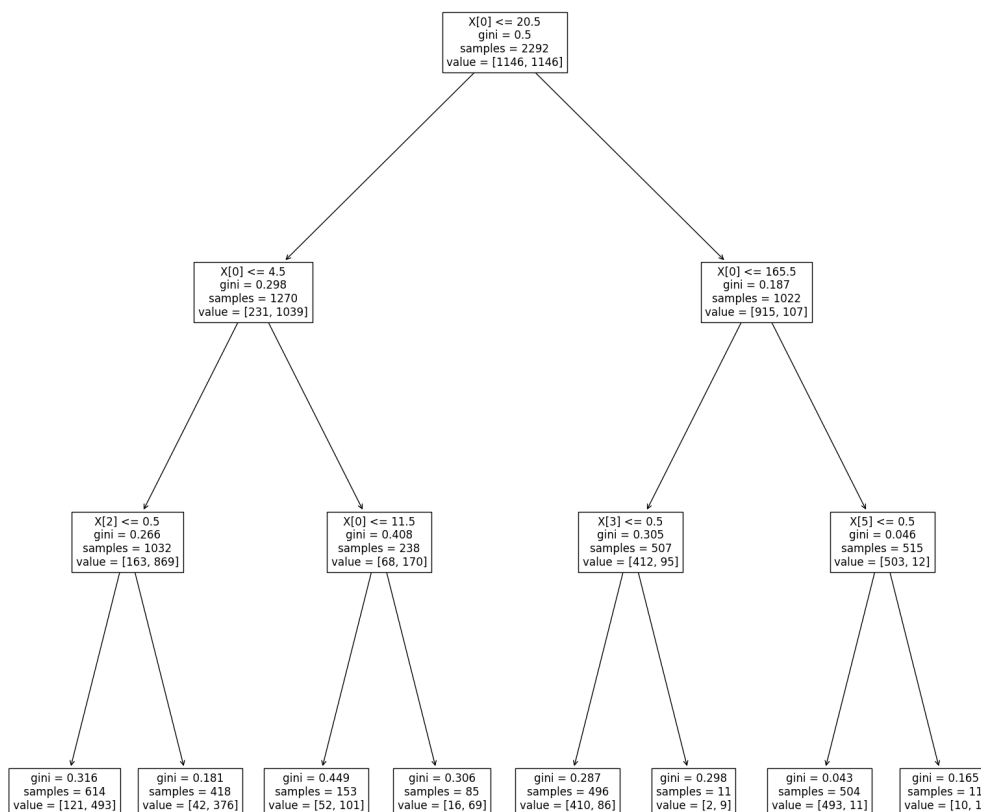 X[0] <= 20.5
gini = 0.5
samples = 2292
value = [1146, 1146]
X[0] <= 4.5
gini = 0.298
samples = 1270
value = [231, 1039]
X[0] <= 165.5
gini = 0.187
samples = 1022
value = [915, 107]
X[2] <= 0.5
gini = 0.266
samples = 1032
value = [163, 869]
X[0] <= 11.5
gini = 0.408
samples = 238
value = [68, 170]
X[3] <= 0.5
gini = 0.305
samples = 507
value = [412, 95]
X[5] <= 0.5
gini = 0.046
samples = 515
value = [503, 12]
gini = 0.316
samples = 614
value = [121, 493]
gini = 0.181
samples = 418
value = [42, 376]
gini = 0.449
samples = 153
value = [52, 101]
gini = 0.306
samples = 85
value = [16, 69]
gini = 0.287
samples = 496
value = [410, 86]
gini = 0.298
samples = 11
value = [2, 9]
gini = 0.043
samples = 504
value = [493, 11]
gini = 0.165
samples = 11
value = [10, 1